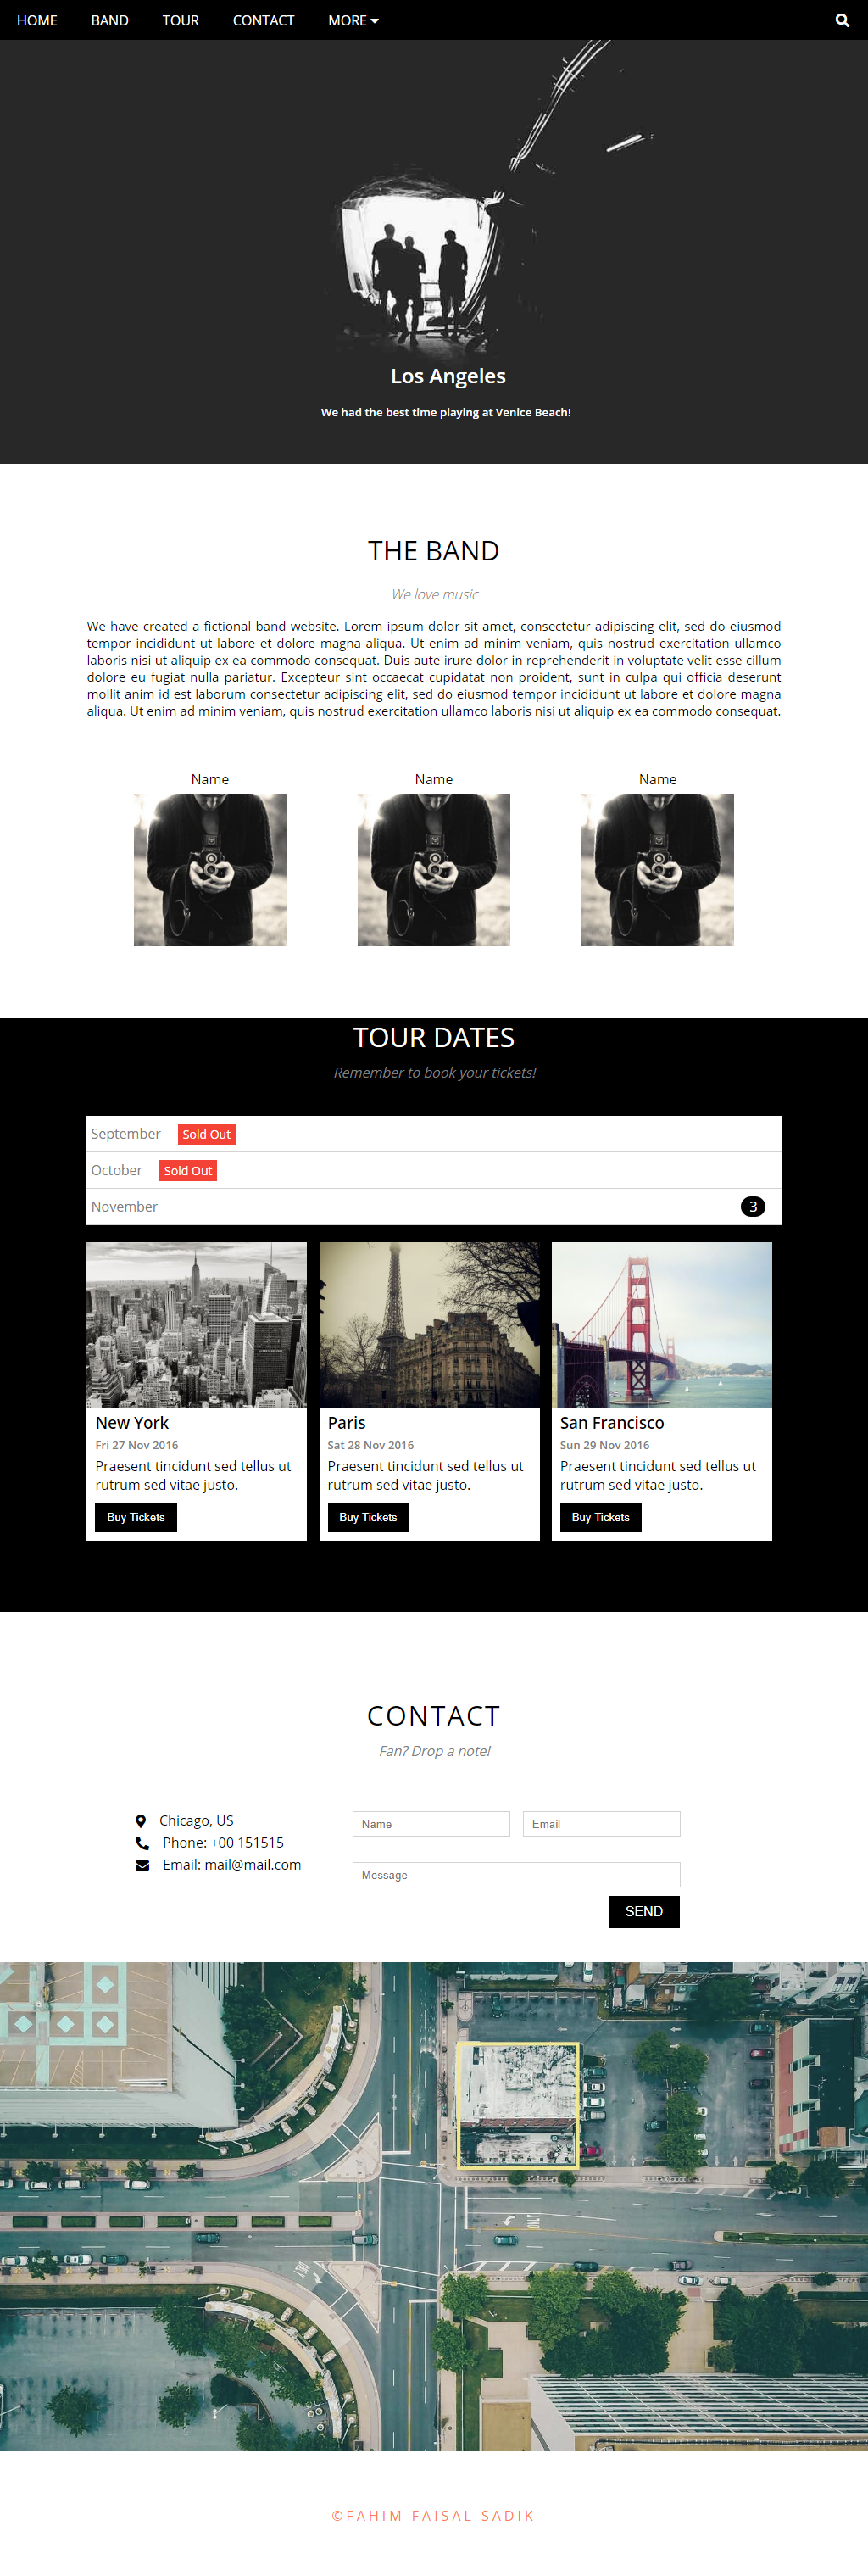 HOME BAND TOUR CONTACT MORE
Los Angeles
We had the best time playing at Venice Beach!
THE BAND
We love music
We have created a fictional band website. Lorem ipsum dolor sit amet, consectetur adipiscing elit, sed do eiusmod
tempor incididunt ut labore et dolore magna aliqua. Ut enim ad minim veniam, quis nostrud exercitation ullamco
laboris nisi ut aliquip ex ea commodo consequat. Duis aute irure dolor in reprehenderit in voluptate velit esse cillum
dolore eu fugiat nulla pariatur. Excepteur sint occaecat cupidatat non proident, sunt in culpa qui officia deserunt
mollit anim id est laborum consectetur adipiscing elit, sed do eiusmod tempor incididunt ut labore et dolore magna
aliqua. Ut enim ad minim veniam, quis nostrud exercitation ullamco laboris nisi ut aliquip ex ea commodo consequat.
Name Name Name
TOUR DATES
Remember to book your tickets!
September Sold Out
October Sold Out
November 3
New York
Fri 27 Nov 2016
Praesent tincidunt sed tellus ut
rutrum sed vitae justo.
Buy Tickets
Paris
Sat 28 Nov 2016
Praesent tincidunt sed tellus ut
rutrum sed vitae justo.
Buy Tickets
San Francisco
Sun 29 Nov 2016
Praesent tincidunt sed tellus ut
rutrum sed vitae justo.
Buy Tickets
CONTACT
Fan? Drop a note!
Chicago, US
Phone: +00 151515
Email: mail@mail.com
Name Email
Message
SEND
©FAHIM FAISAL SADIK